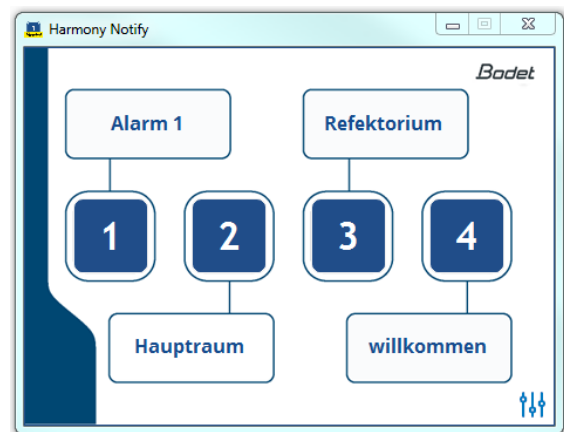 Harmony Notify
Bodet
Alarm 1
Refektorium
1
2
3
4
Hauptraum
willkommen